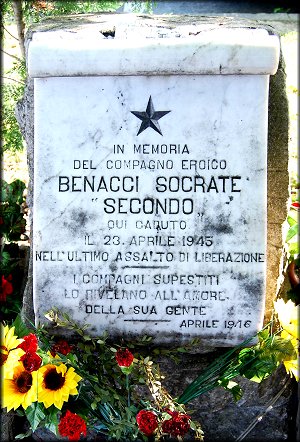 IN MEMORIA
DEL COMPAGNO EROICO
BENACCI SOCRATE
"SECONDO"
QUI CADUTO
IL 23 APRILE 1945
NELL'ULTIMO ASSALTO DI LIBERAZIONE
I COMPAGNI SUPESTITI
LO RIVELANO ALL'AMORE
DELLA SUA GENTE
APRILE 1946